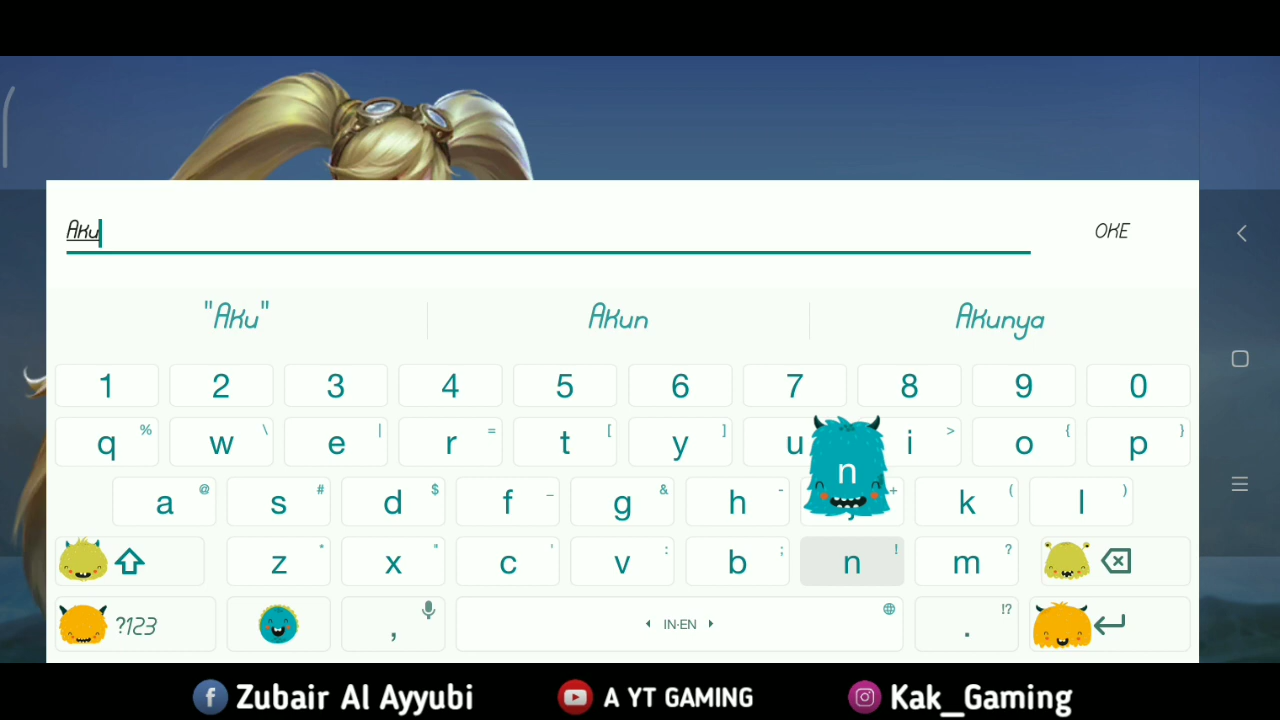 Aku OKE
"Aku" Akun Akunya
1 2 3 4 5 6 7 8 9 0
q % w \ e | r = t [ y ] u n i > o { p }
a @ s # d $ f _ g & h - + k ( l )
z * x " c ' v : b ; n ! m ?
?123 , IN·EN . !?
Zubair Al Ayyubi A YT GAMING Kak_Gaming